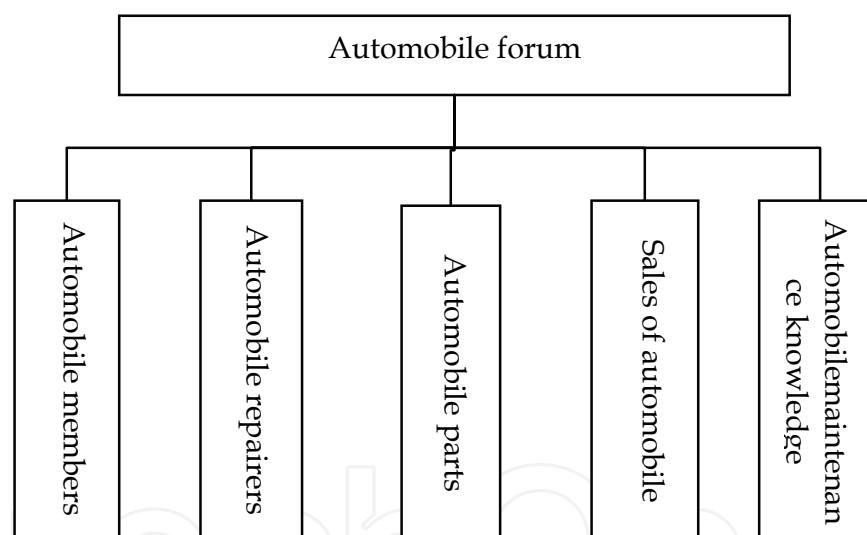 Automobile forum
Automobile members
Automobile repairers
Automobile parts
Sales of automobile
Automobilemaintenan
ce knowledge